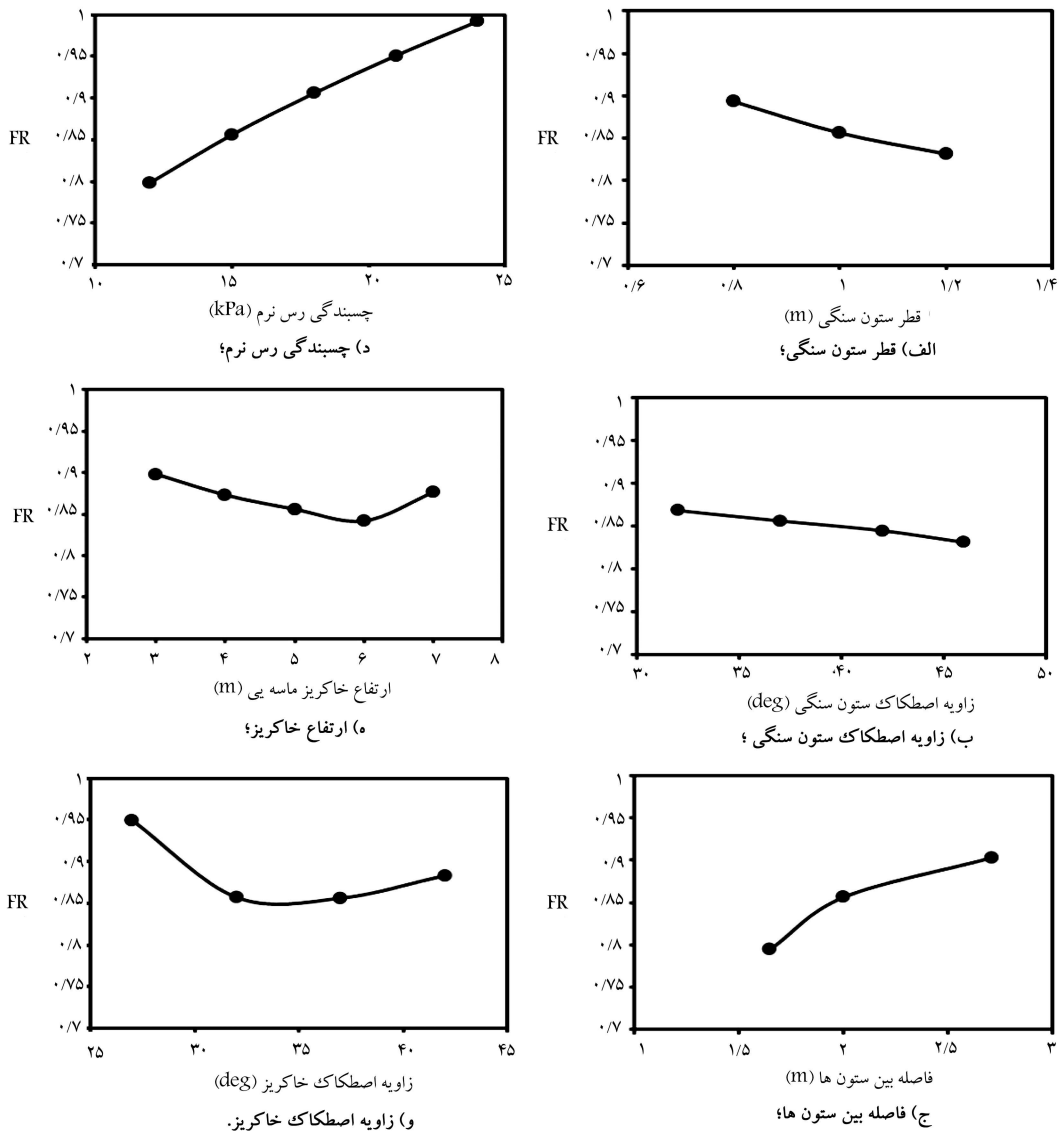 ۱
۰/۹۵
۰/۹
۰/۸۵
۰/۸
۰/۷۵
۰/۷
FR
۰/۶ ۰/۸ ۱ ۱/۲ ۱/۴
قطر ستون سنگی (m)
الف) قطر ستون سنگی؛
۱
۰/۹۵
۰/۹
۰/۸۵
۰/۸
۰/۷۵
۰/۷
FR
۳۰ ۳۵ ۴۰ ۴۵ ۵۰
زاویه اصطکاک ستون سنگی (deg)
ب) زاویه اصطکاک ستون سنگی ؛
۱
۰/۹۵
۰/۹
۰/۸۵
۰/۸
۰/۷۵
۰/۷
FR
۱ ۱/۵ ۲ ۲/۵ ۳
فاصله بین ستون ها (m)
ج) فاصله بین ستون ها؛
۱
۰/۹۵
۰/۹
۰/۸۵
۰/۸
۰/۷۵
۰/۷
FR
۱۰ ۱۵ ۲۰ ۲۵
چسبندگی رس نرم (kPa)
د) چسبندگی رس نرم؛
۱
۰/۹۵
۰/۹
۰/۸۵
۰/۸
۰/۷۵
۰/۷
FR
۲ ۳ ۴ ۵ ۶ ۷ ۸
ارتفاع خاکریز ماسه یی (m)
ه) ارتفاع خاکریز؛
۱
۰/۹۵
۰/۹
۰/۸۵
۰/۸
۰/۷۵
۰/۷
FR
۲۵ ۳۰ ۳۵ ۴۰ ۴۵
زاویه اصطکاک خاکریز (deg)
و) زاویه اصطکاک خاکریز.